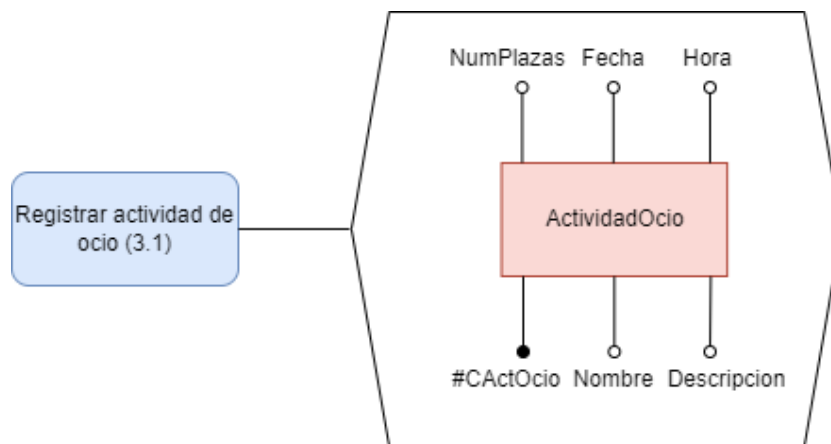 NumPlazas Fecha Hora
Registrar actividad de
ocio (3.1)
ActividadOcio
#CActOcio Nombre Descripcion